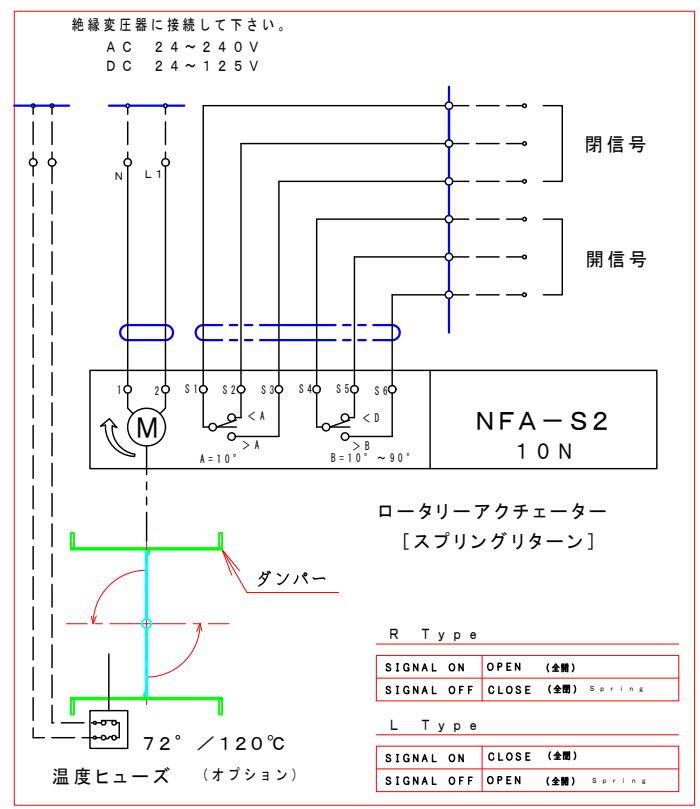 絶縁変圧器に接続して下さい。
AC 24～240V
DC 24～125V
閉信号
N L1
開信号
1 2 S1 S2 S3 S4 S5 S6
M
<A
>A
A=10°
<D
>B
B=10°～90°
NFA－S2
10N
ロータリーアクチェーター
[スプリングリターン]
ダンパー
R Type
SIGNAL ON OPEN (全開)
SIGNAL OFF CLOSE (全閉) Spring
L Type
SIGNAL ON CLOSE (全閉)
SIGNAL OFF OPEN (全開) Spring
72°／120℃
温度ヒューズ (オプション)